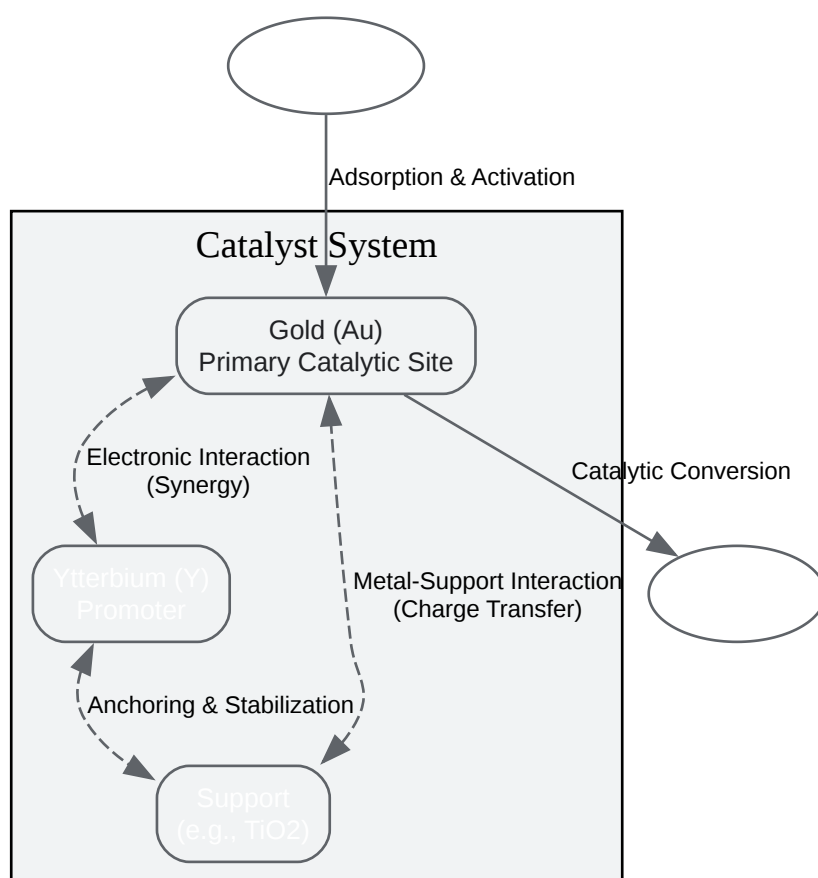 Adsorption & Activation
Catalyst System
Gold (Au)
Primary Catalytic Site
Electronic Interaction
(Synergy)
Catalytic Conversion
Ytterbium (Y)
Promoter
Metal-Support Interaction
(Charge Transfer)
Anchoring & Stabilization
Support
(e.g., TiO2)